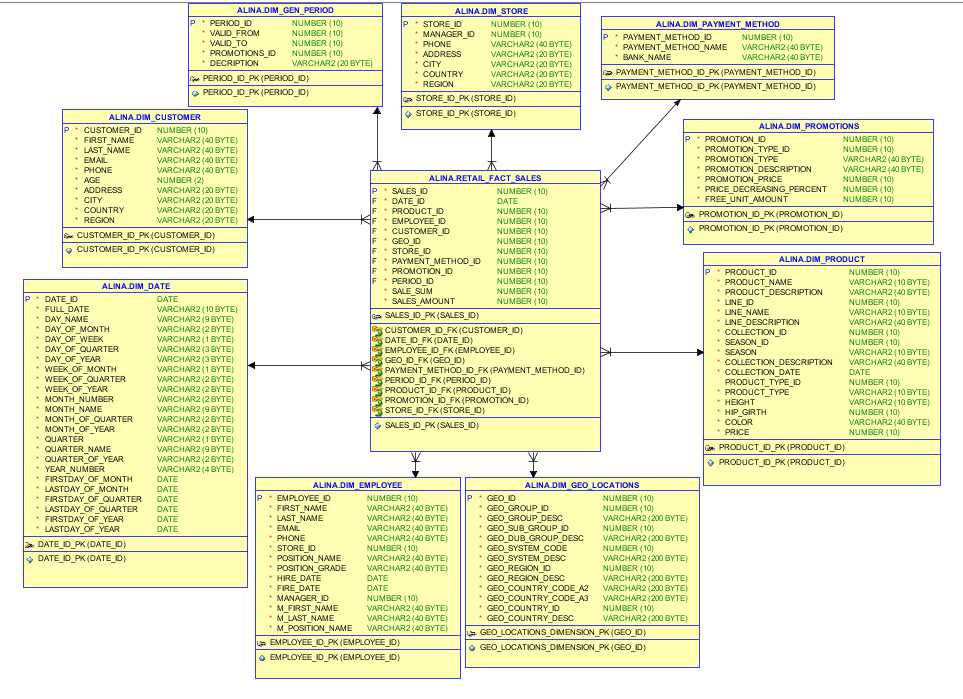 ALINA.DIM_GEN_PERIOD
P * PERIOD_ID NUMBER (10)
* VALID_FROM NUMBER (10)
* VALID_TO NUMBER (10)
* PROMOTIONS_ID NUMBER (10)
* DECRIPTION VARCHAR2 (20 BYTE)
PERIOD_ID_PK (PERIOD_ID)
PERIOD_ID_PK (PERIOD_ID)
ALINA.DIM_STORE
P * STORE_ID NUMBER (10)
* MANAGER_ID NUMBER (10)
* PHONE VARCHAR2 (40 BYTE)
* ADDRESS VARCHAR2 (20 BYTE)
* CITY VARCHAR2 (20 BYTE)
* COUNTRY VARCHAR2 (20 BYTE)
* REGION VARCHAR2 (20 BYTE)
STORE_ID_PK (STORE_ID)
STORE_ID_PK (STORE_ID)
ALINA.DIM_PAYMENT_METHOD
P * PAYMENT_METHOD_ID NUMBER (10)
* PAYMENT_METHOD_NAME VARCHAR2 (40 BYTE)
* BANK_NAME VARCHAR2 (40 BYTE)
PAYMENT_METHOD_ID_PK (PAYMENT_METHOD_ID)
PAYMENT_METHOD_ID_PK (PAYMENT_METHOD_ID)
ALINA.DIM_CUSTOMER
P * CUSTOMER_ID NUMBER (10)
* FIRST_NAME VARCHAR2 (40 BYTE)
* LAST_NAME VARCHAR2 (40 BYTE)
* EMAIL VARCHAR2 (40 BYTE)
* PHONE VARCHAR2 (40 BYTE)
* AGE NUMBER (2)
* ADDRESS VARCHAR2 (20 BYTE)
* CITY VARCHAR2 (20 BYTE)
* COUNTRY VARCHAR2 (20 BYTE)
* REGION VARCHAR2 (20 BYTE)
CUSTOMER_ID_PK (CUSTOMER_ID)
CUSTOMER_ID_PK (CUSTOMER_ID)
ALINA.DIM_PROMOTIONS
P * PROMOTION_ID NUMBER (10)
* PROMOTION_TYPE_ID NUMBER (10)
* PROMOTION_TYPE VARCHAR2 (40 BYTE)
* PROMOTION_DESCRIPTION VARCHAR2 (40 BYTE)
* PROMOTION_PRICE NUMBER (10)
* PRICE_DECREASING_PERCENT NUMBER (10)
* FREE_UNIT_AMOUNT NUMBER (10)
PROMOTION_ID_PK (PROMOTION_ID)
PROMOTION_ID_PK (PROMOTION_ID)
ALINA.RETAIL_FACT_SALES
P * SALES_ID NUMBER (10)
F * DATE_ID DATE
F * PRODUCT_ID NUMBER (10)
F * EMPLOYEE_ID NUMBER (10)
F * CUSTOMER_ID NUMBER (10)
F * GEO_ID NUMBER (10)
F * STORE_ID NUMBER (10)
F * PAYMENT_METHOD_ID NUMBER (10)
F * PROMOTION_ID NUMBER (10)
F * PERIOD_ID NUMBER (10)
* SALE_SUM NUMBER (10)
* SALES_AMOUNT NUMBER (10)
SALES_ID_PK (SALES_ID)
CUSTOMER_ID_FK (CUSTOMER_ID)
DATE_ID_FK (DATE_ID)
EMPLOYEE_ID_FK (EMPLOYEE_ID)
GEO_ID_FK (GEO_ID)
PAYMENT_METHOD_ID_FK (PAYMENT_METHOD_ID)
PERIOD_ID_FK (PERIOD_ID)
PRODUCT_ID_FK (PRODUCT_ID)
PROMOTION_ID_FK (PROMOTION_ID)
STORE_ID_FK (STORE_ID)
SALES_ID_PK (SALES_ID)
ALINA.DIM_DATE
P * DATE_ID DATE
* FULL_DATE VARCHAR2 (10 BYTE)
* DAY_NAME VARCHAR2 (9 BYTE)
* DAY_OF_MONTH VARCHAR2 (2 BYTE)
* DAY_OF_WEEK VARCHAR2 (1 BYTE)
* DAY_OF_QUARTER VARCHAR2 (3 BYTE)
* DAY_OF_YEAR VARCHAR2 (3 BYTE)
* WEEK_OF_MONTH VARCHAR2 (1 BYTE)
* WEEK_OF_QUARTER VARCHAR2 (2 BYTE)
* WEEK_OF_YEAR VARCHAR2 (2 BYTE)
* MONTH_NUMBER VARCHAR2 (2 BYTE)
* MONTH_NAME VARCHAR2 (9 BYTE)
* MONTH_OF_QUARTER VARCHAR2 (2 BYTE)
* MONTH_OF_YEAR VARCHAR2 (2 BYTE)
* QUARTER VARCHAR2 (1 BYTE)
* QUARTER_NAME VARCHAR2 (9 BYTE)
* QUARTER_OF_YEAR VARCHAR2 (2 BYTE)
* YEAR_NUMBER VARCHAR2 (4 BYTE)
* FIRSTDAY_OF_MONTH DATE
* LASTDAY_OF_MONTH DATE
* FIRSTDAY_OF_QUARTER DATE
* LASTDAY_OF_QUARTER DATE
* FIRSTDAY_OF_YEAR DATE
* LASTDAY_OF_YEAR DATE
DATE_ID_PK (DATE_ID)
DATE_ID_PK (DATE_ID)
ALINA.DIM_PRODUCT
P * PRODUCT_ID NUMBER (10)
* PRODUCT_NAME VARCHAR2 (10 BYTE)
* PRODUCT_DESCRIPTION VARCHAR2 (40 BYTE)
* LINE_ID NUMBER (10)
* LINE_NAME VARCHAR2 (10 BYTE)
* LINE_DESCRIPTION VARCHAR2 (40 BYTE)
* COLLECTION_ID NUMBER (10)
* SEASON_ID NUMBER (10)
* SEASON VARCHAR2 (10 BYTE)
* COLLECTION_DESCRIPTION VARCHAR2 (40 BYTE)
* COLLECTION_DATE DATE
PRODUCT_TYPE_ID NUMBER (10)
* PRODUCT_TYPE VARCHAR2 (10 BYTE)
* HEIGHT VARCHAR2 (10 BYTE)
* HIP_GIRTH NUMBER (10)
* COLOR VARCHAR2 (40 BYTE)
* PRICE NUMBER (10)
PRODUCT_ID_PK (PRODUCT_ID)
PRODUCT_ID_PK (PRODUCT_ID)
ALINA.DIM_EMPLOYEE
P * EMPLOYEE_ID NUMBER (10)
* FIRST_NAME VARCHAR2 (40 BYTE)
* LAST_NAME VARCHAR2 (40 BYTE)
* EMAIL VARCHAR2 (40 BYTE)
* PHONE VARCHAR2 (40 BYTE)
* STORE_ID NUMBER (10)
* POSITION_NAME VARCHAR2 (40 BYTE)
* POSITION_GRADE VARCHAR2 (40 BYTE)
* HIRE_DATE DATE
* FIRE_DATE DATE
* MANAGER_ID NUMBER (10)
* M_FIRST_NAME VARCHAR2 (40 BYTE)
* M_LAST_NAME VARCHAR2 (40 BYTE)
* M_POSITION_NAME VARCHAR2 (40 BYTE)
EMPLOYEE_ID_PK (EMPLOYEE_ID)
EMPLOYEE_ID_PK (EMPLOYEE_ID)
ALINA.DIM_GEO_LOCATIONS
P * GEO_ID NUMBER (10)
* GEO_GROUP_ID NUMBER (10)
* GEO_GROUP_DESC VARCHAR2 (200 BYTE)
* GEO_SUB_GROUP_ID NUMBER (10)
* GEO_DUB_GROUP_DESC VARCHAR2 (200 BYTE)
* GEO_SYSTEM_CODE NUMBER (10)
* GEO_SYSTEM_DESC VARCHAR2 (200 BYTE)
* GEO_REGION_ID NUMBER (10)
* GEO_REGION_DESC VARCHAR2 (200 BYTE)
* GEO_COUNTRY_CODE_A2 VARCHAR2 (200 BYTE)
* GEO_COUNTRY_CODE_A3 VARCHAR2 (200 BYTE)
* GEO_COUNTRY_ID NUMBER (10)
* GEO_COUNTRY_DESC VARCHAR2 (200 BYTE)
GEO_LOCATIONS_DIMENSION_PK (GEO_ID)
GEO_LOCATIONS_DIMENSION_PK (GEO_ID)